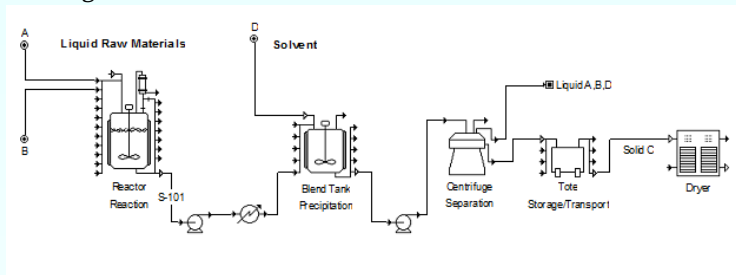 A
Liquid Raw Materials
B
Reactor
Reaction
S-101
D
Solvent
Blend Tank
Precipitation
Liquid A,B,D
Centrifuge
Separation
Tote
Storage/Transport
Solid C
Dryer